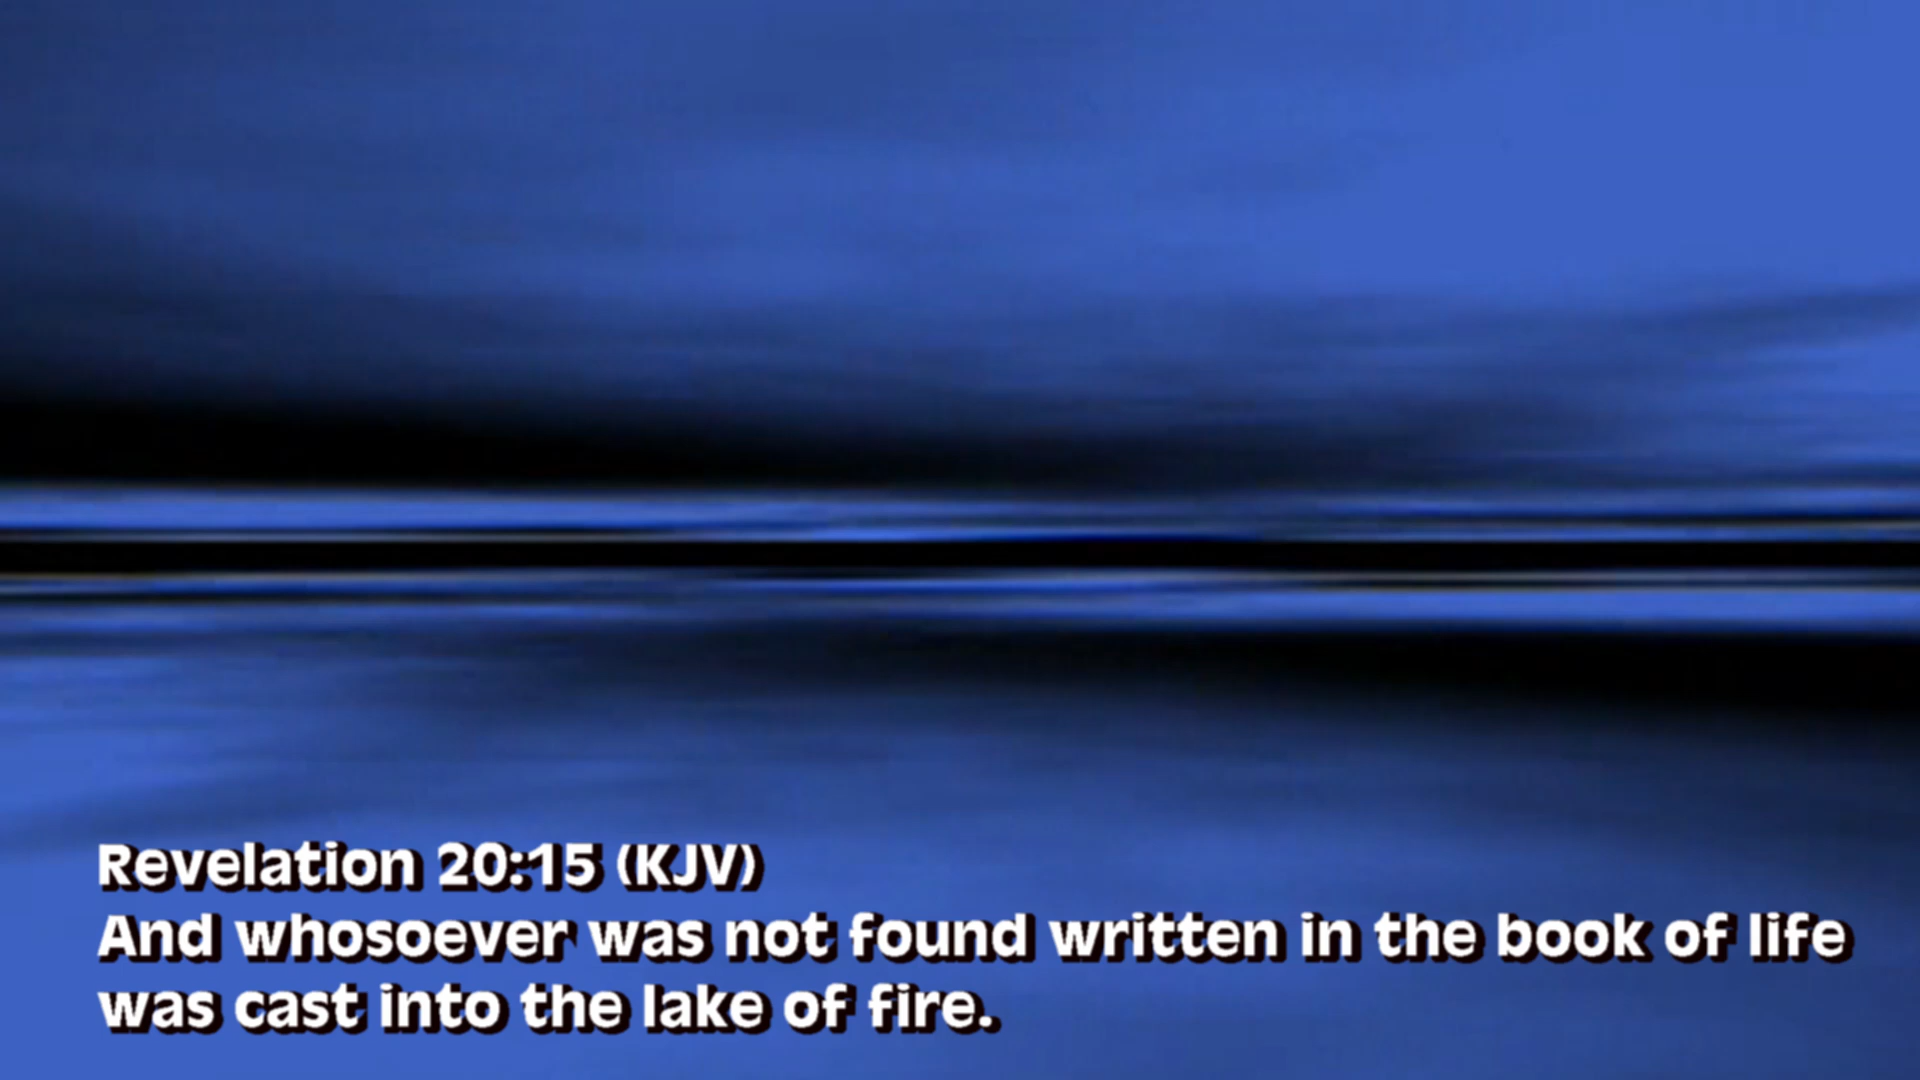 Revelation 20:15 (KJV)
And whosoever was not found written in the book of life
was cast into the lake of fire.